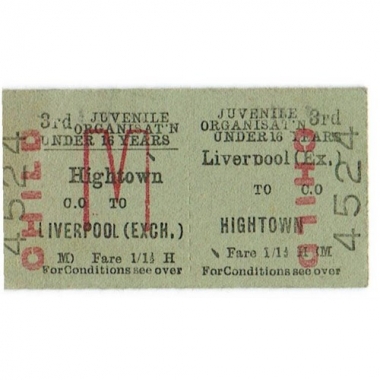 3rd JUVENILE
ORGANISAT'N
UNDER 16 YEARS
Hightown
C.O TO
LIVERPOOL (EXCH.)
M) Fare 1/1½ H
For Conditions see over
4524
CHILD
M
JUVENILE 3rd
ORGANISAT'N
UNDER 16 YEARS
Liverpool (Ex.)
TO C.O
HIGHTOWN
Fare 1/1½ H (M
For Conditions see over
CHILD
4524